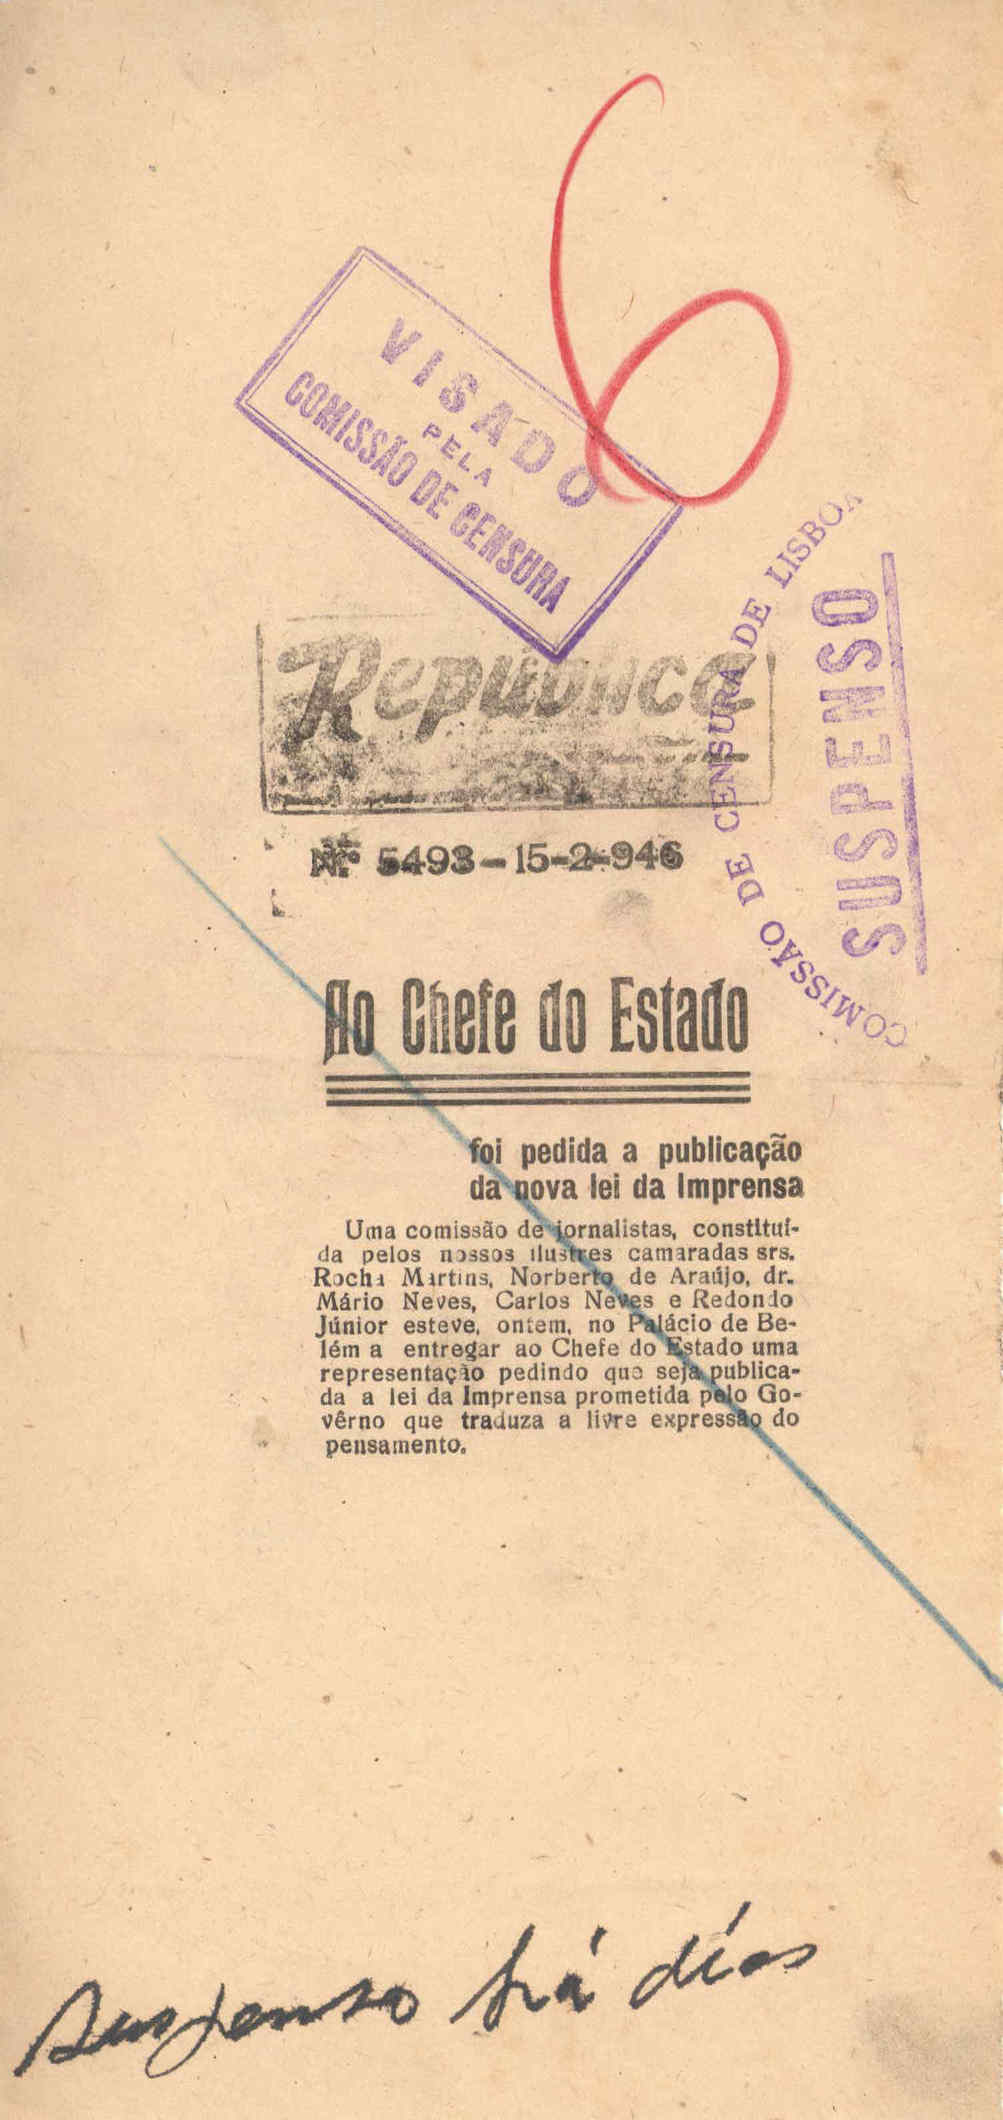 6
VISADO
PELA
COMISSÃO DE CENSURA
COMISSÃO DE CENSURA DE LISBOA
SUSPENSO
República
N.º 5493-15-2-946
Ao Chefe do Estado
foi pedida a publicação
da nova lei da Imprensa
Uma comissão de jornalistas, constituí-
da pelos nossos ilustres camaradas srs.
Rocha Martins, Norberto de Araújo, dr.
Mário Neves, Carlos Neves e Redondo
Júnior esteve, ontem, no Palácio de Be-
lém a entregar ao Chefe do Estado uma
representação pedindo que seja publica-
da a lei da Imprensa prometida pelo Go-
vêrno que traduza a livre expressão do
pensamento.
suspenso há días